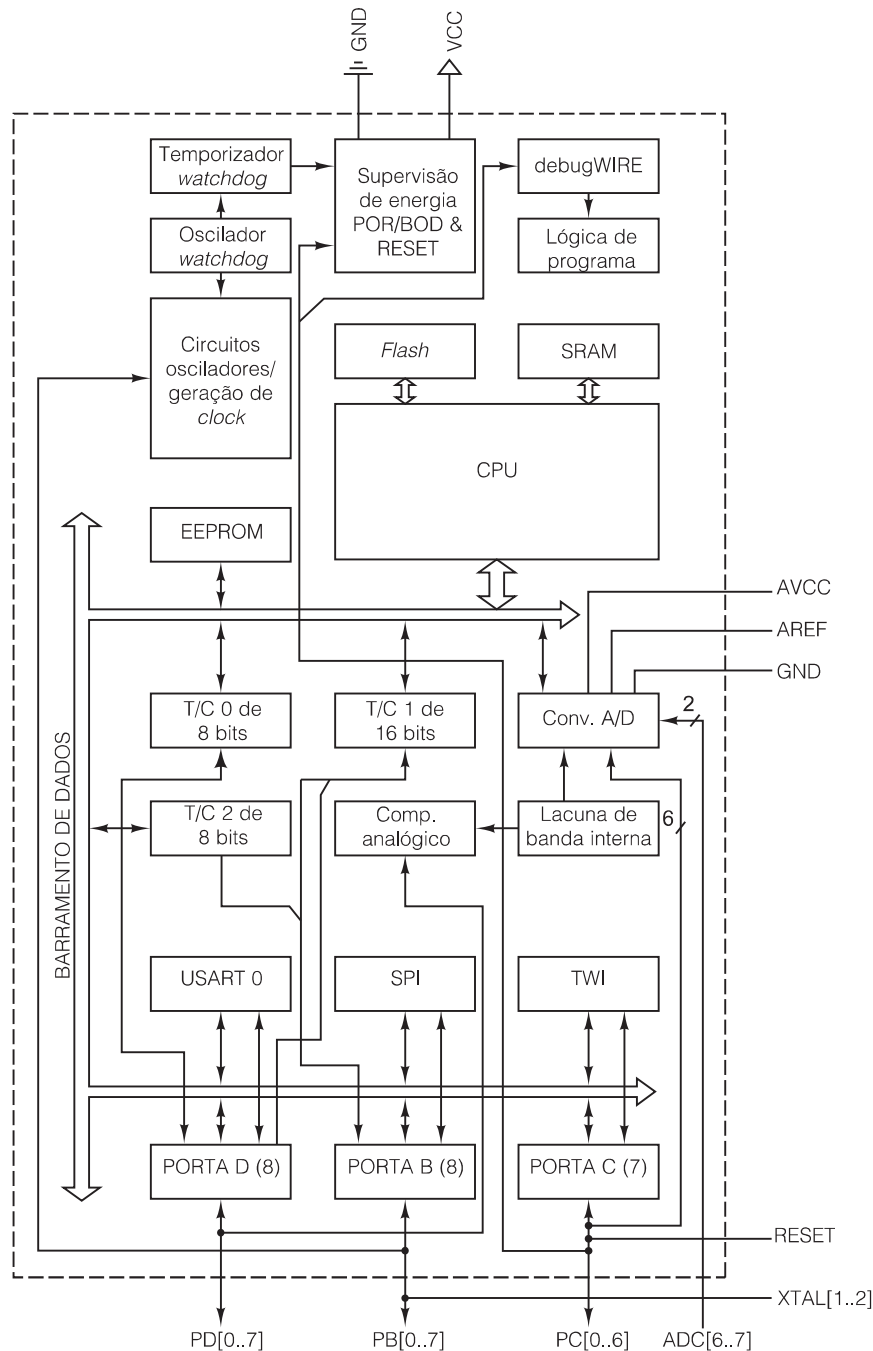 GND
VCC
Temporizador
watchdog
Supervisão
de energia
POR/BOD &
RESET
debugWIRE
Oscilador
watchdog
Lógica de
programa
Circuitos
osciladores/
geração de
clock
Flash
SRAM
CPU
EEPROM
AVCC
AREF
GND
T/C 0 de
8 bits
T/C 1 de
16 bits
Conv. A/D
2
BARRAMENTO DE DADOS
T/C 2 de
8 bits
Comp.
analógico
Lacuna de
banda interna
6
USART 0
SPI
TWI
PORTA D (8)
PORTA B (8)
PORTA C (7)
RESET
XTAL[1..2]
PD[0..7]
PB[0..7]
PC[0..6]
ADC[6..7]